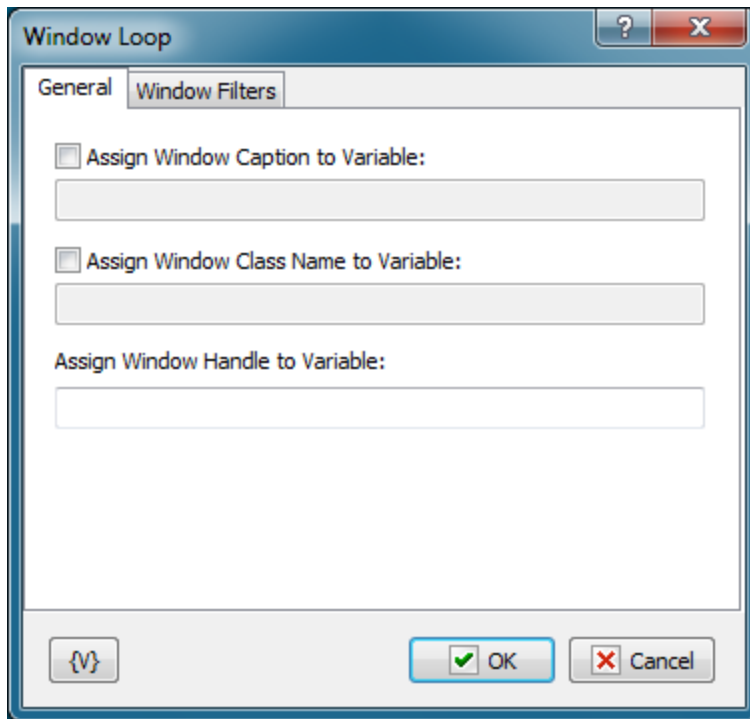 Window Loop
?
General
Window Filters
Assign Window Caption to Variable:
Assign Window Class Name to Variable:
Assign Window Handle to Variable:
{V}
OK
Cancel